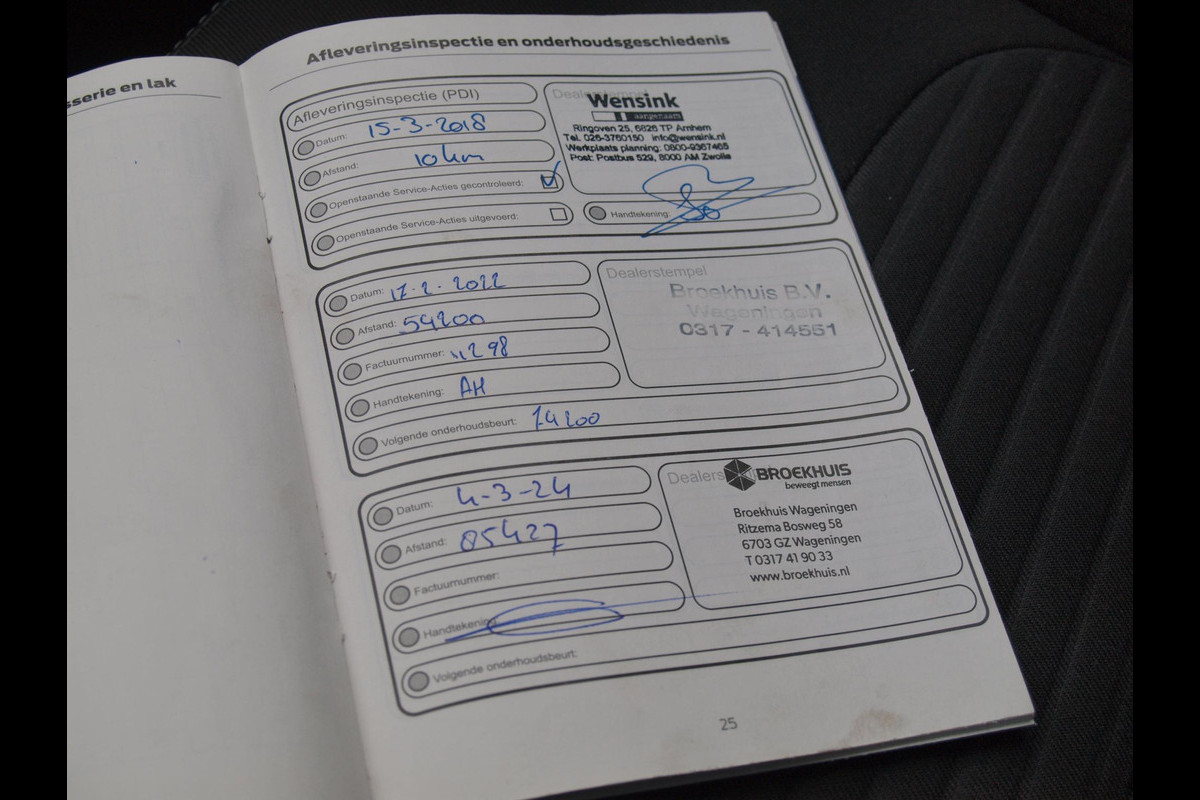 sserie en lak
Afleveringsinspectie en onderhoudsgeschiedenis
Afleveringsinspectie (PDI)
Datum: 15-3-2018
Afstand: 10 km
Openstaande Service-Acties gecontroleerd:
Openstaande Service-Acties uitgevoerd:
Wensink
Ringoven 25, 6826 TP Arnhem
Tel. 026-3760150 info@wensink.nl
Werkplaats planning: 0800-9367465
Post: Postbus 529, 8000 AM Zwolle
Handtekening:
Datum: 17-2-2022
Afstand: 54200
Factuurnummer: 298
Handtekening: AH
Volgende onderhoudsbeurt: 74200
Dealerstempel
Broekhuis B.V.
Wageningen
0317 - 414551
Datum: 4-3-24
Afstand: 85427
Factuurnummer:
Handtekening
Volgende onderhoudsbeurt:
Dealers
BROEKHUIS
beweegt mensen
Broekhuis Wageningen
Ritzema Bosweg 58
6703 GZ Wageningen
T 0317 41 90 33
www.broekhuis.nl
25